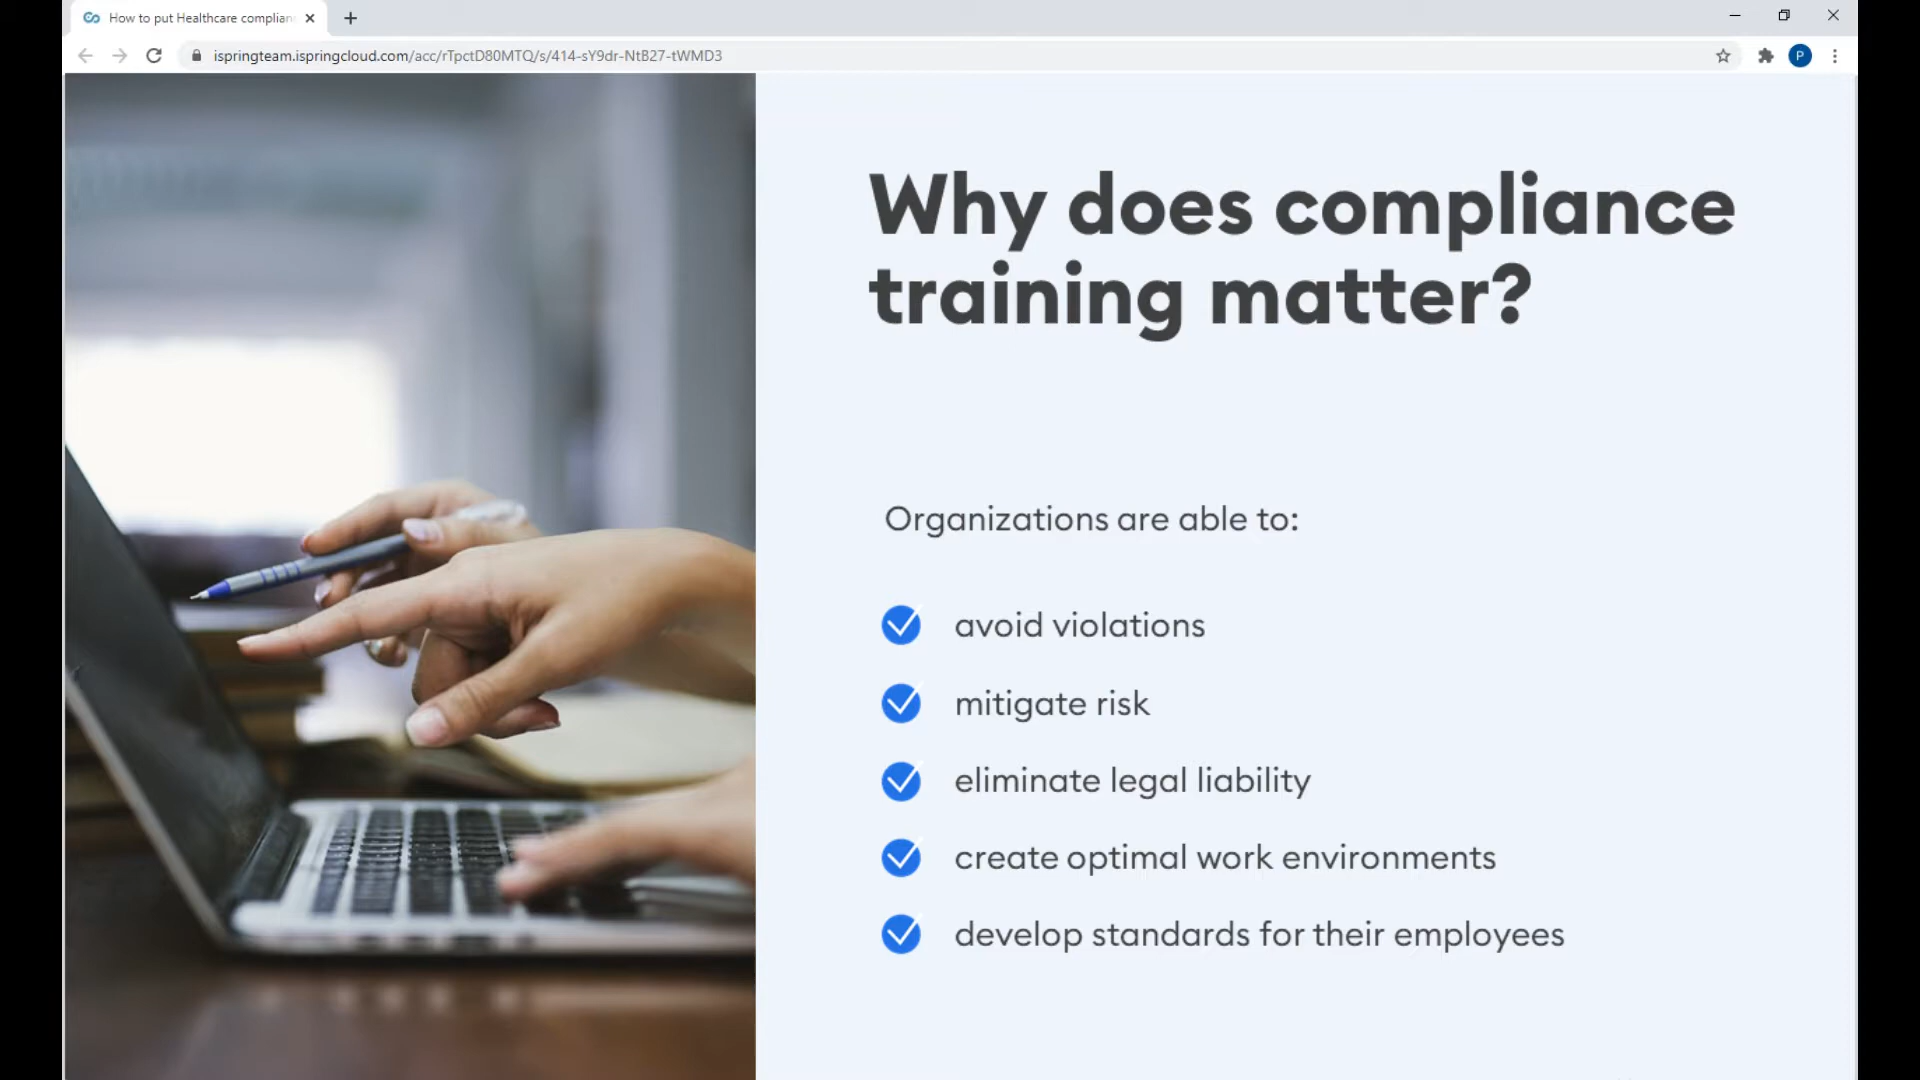 How to put Healthcare complian
ispringteam.ispringcloud.com/acc/rTpctD80MTQ/s/414-sY9dr-NtB27-tWMD3
P
Why does compliance
training matter?
Organizations are able to:
avoid violations
mitigate risk
eliminate legal liability
create optimal work environments
develop standards for their employees